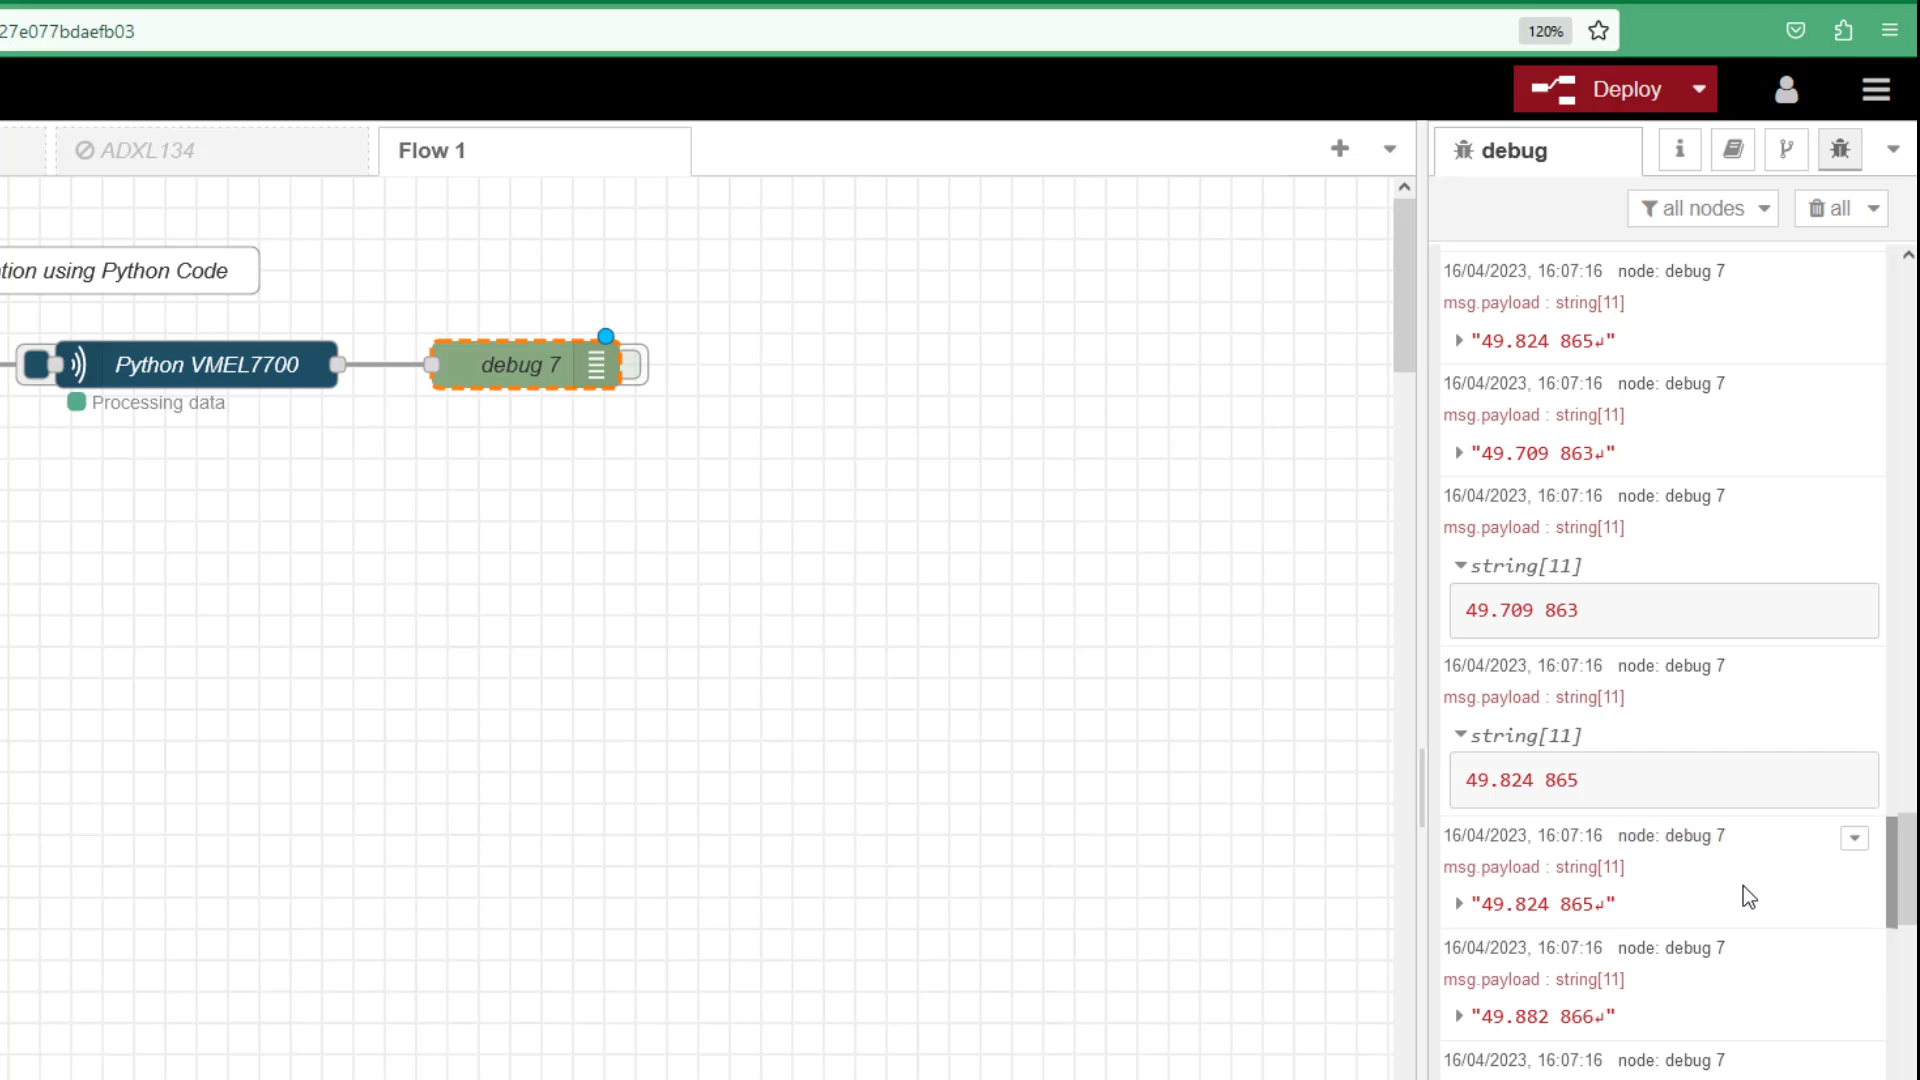 27e077bdaefb03
120%
Deploy
ADXL134
Flow 1
debug
all nodes
all
tion using Python Code
Python VMEL7700
debug 7
Processing data
16/04/2023, 16:07:16 node: debug 7
msg.payload : string[11]
"49.824 865↵"
16/04/2023, 16:07:16 node: debug 7
msg.payload : string[11]
"49.709 863↵"
16/04/2023, 16:07:16 node: debug 7
msg.payload : string[11]
string[11]
49.709 863
16/04/2023, 16:07:16 node: debug 7
msg.payload : string[11]
string[11]
49.824 865
16/04/2023, 16:07:16 node: debug 7
msg.payload : string[11]
"49.824 865↵"
16/04/2023, 16:07:16 node: debug 7
msg.payload : string[11]
"49.882 866↵"
16/04/2023, 16:07:16 node: debug 7